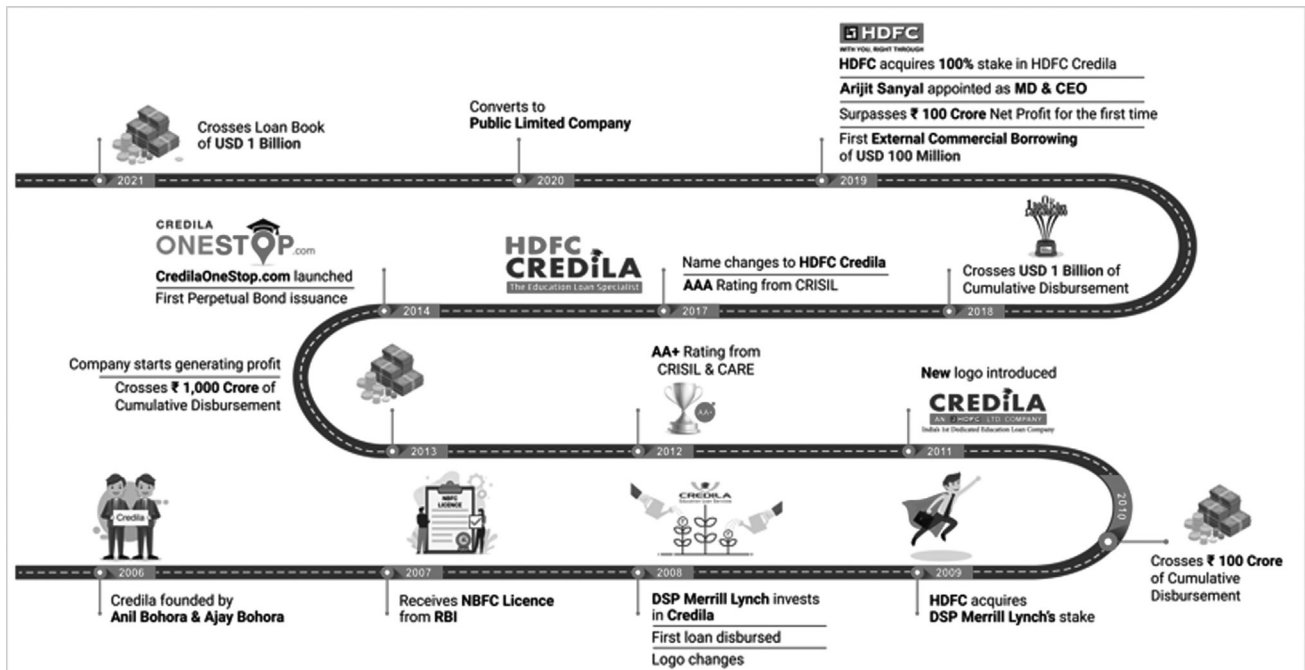 HDFC
WITH YOU, RIGHT THROUGH
HDFC acquires 100% stake in HDFC Credila
Arijit Sanyal appointed as MD & CEO
Surpasses ₹ 100 Crore Net Profit for the first time
First External Commercial Borrowing
of USD 100 Million
Converts to
Public Limited Company
Crosses Loan Book
of USD 1 Billion
2021
2020
2019
CREDILA
ONESTOP.com
CredilaOneStop.com launched
First Perpetual Bond issuance
HDFC
CREDILA
The Education Loan Specialist
Name changes to HDFC Credila
AAA Rating from CRISIL
Crosses USD 1 Billion of
Cumulative Disbursement
2014
2017
2018
Company starts generating profit
Crosses ₹ 1,000 Crore of
Cumulative Disbursement
AA+ Rating from
CRISIL & CARE
AA+
New logo introduced
CREDILA
AN HDFC LTD COMPANY
India's 1st Dedicated Education Loan Company
2013
2012
2011
Credila
NBFC
LICENCE
CREDILA
Education Loan Services
2010
Crosses ₹ 100 Crore
of Cumulative
Disbursement
2006
2007
2008
2009
Credila founded by
Anil Bohora & Ajay Bohora
Receives NBFC Licence
from RBI
DSP Merrill Lynch invests
in Credila
First loan disbursed
Logo changes
HDFC acquires
DSP Merrill Lynch's stake